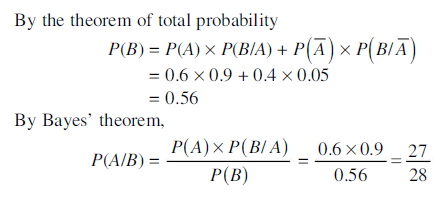 By the theorem of total probability
P(B) = P(A) × P(B/A) + P(Ā) × P(B/Ā)
= 0.6 × 0.9 + 0.4 × 0.05
= 0.56
By Bayes’ theorem,
P(A/B) = P(A) × P(B/A) / P(B) = 0.6 × 0.9 / 0.56 = 27 / 28